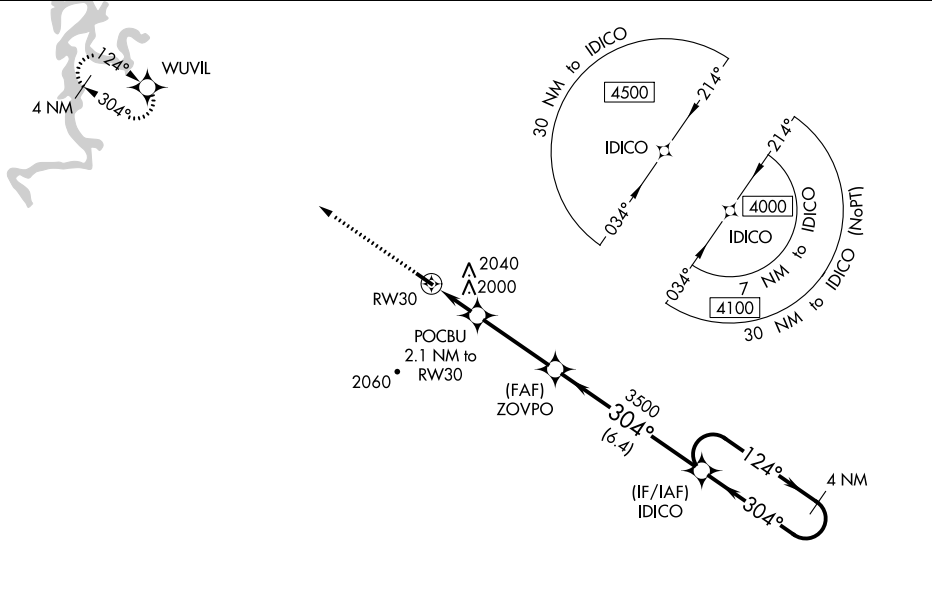 WUVIL
124°
4 NM
304°
30 NM to IDICO
4500
214°
IDICO
034°
214°
4000
IDICO
7 NM to IDICO
034°
4100
30 NM to IDICO (NoPT)
2040
2000
RW30
POCBU
2.1 NM to
RW30
2060
(FAF)
ZOVPO
3500
304°
(6.4)
124°
4 NM
304°
(IF/IAF)
IDICO